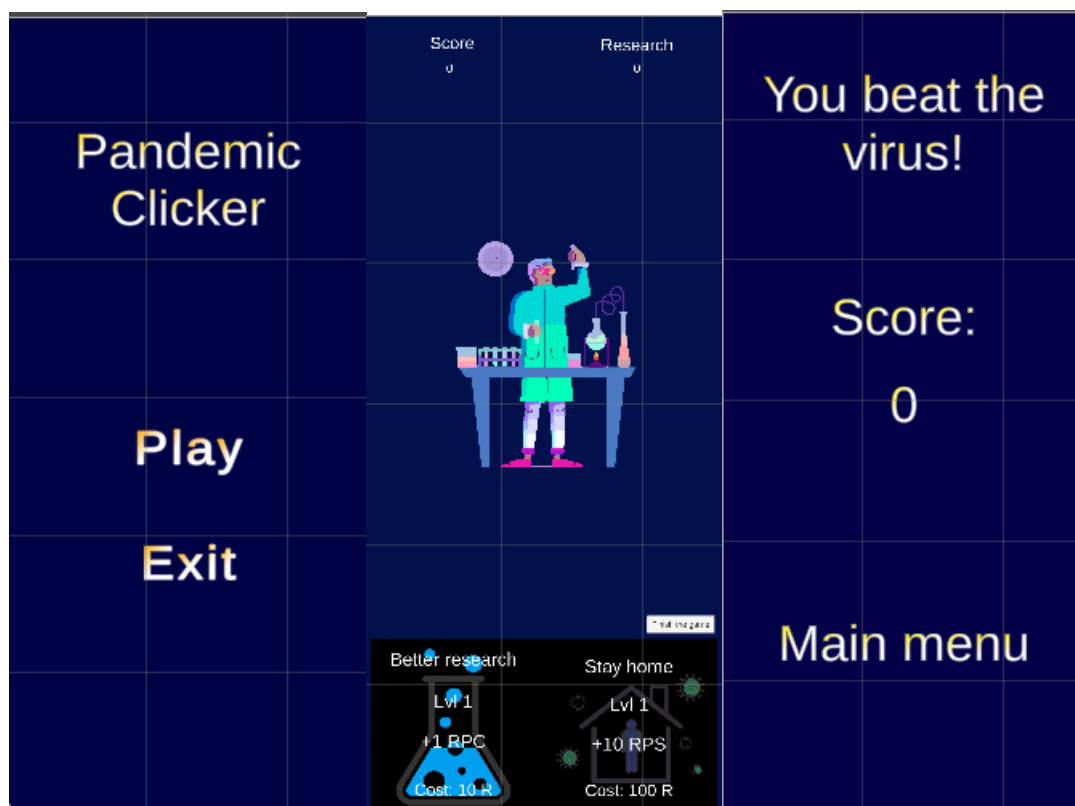 Pandemic
Clicker
Play
Exit
Score
0
Research
0
Better research
Lvl 1
+1 RPC
Cost: 10 R
Stay home
Lvl 1
+10 RPS
Cost: 100 R
You beat the
virus!
Score:
0
Main menu